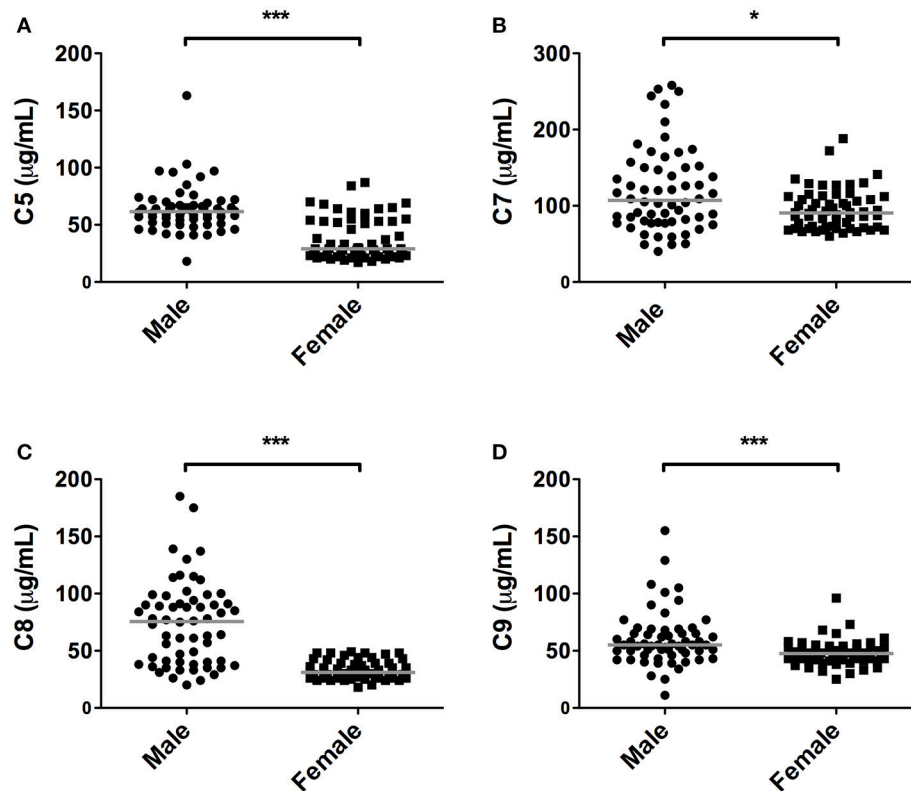 A
***
200
150
100
50
0
C5 (µg/mL)
Male
Female
B
*
300
200
100
0
C7 (µg/mL)
Male
Female
C
***
200
150
100
50
0
C8 (µg/mL)
Male
Female
D
***
200
150
100
50
0
C9 (µg/mL)
Male
Female